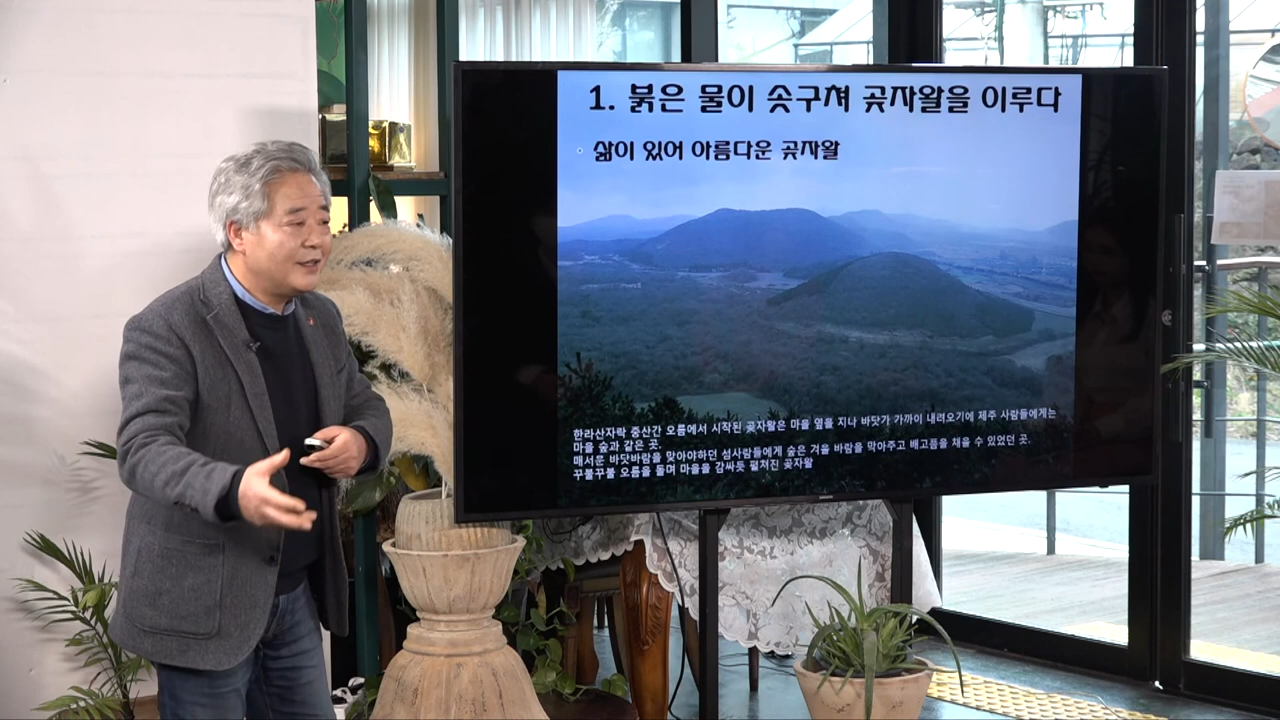 1. 붉은 물이 솟구쳐 곶자왈을 이루다
삶이 있어 아름다운 곶자왈
한라산자락 중산간 오름에서 시작된 곶자왈은 마을 옆을 지나 바닷가 가까이 내려오기에 제주 사람들에게는
마을 숲과 같은 곳.
매서운 바닷바람을 맞아야하던 섬사람들에게 숲은 겨울 바람을 막아주고 배고픔을 채울 수 있었던 곳.
꾸불꾸불 오름을 돌며 마을을 감싸듯 펼쳐진 곶자왈
SAMSUNG